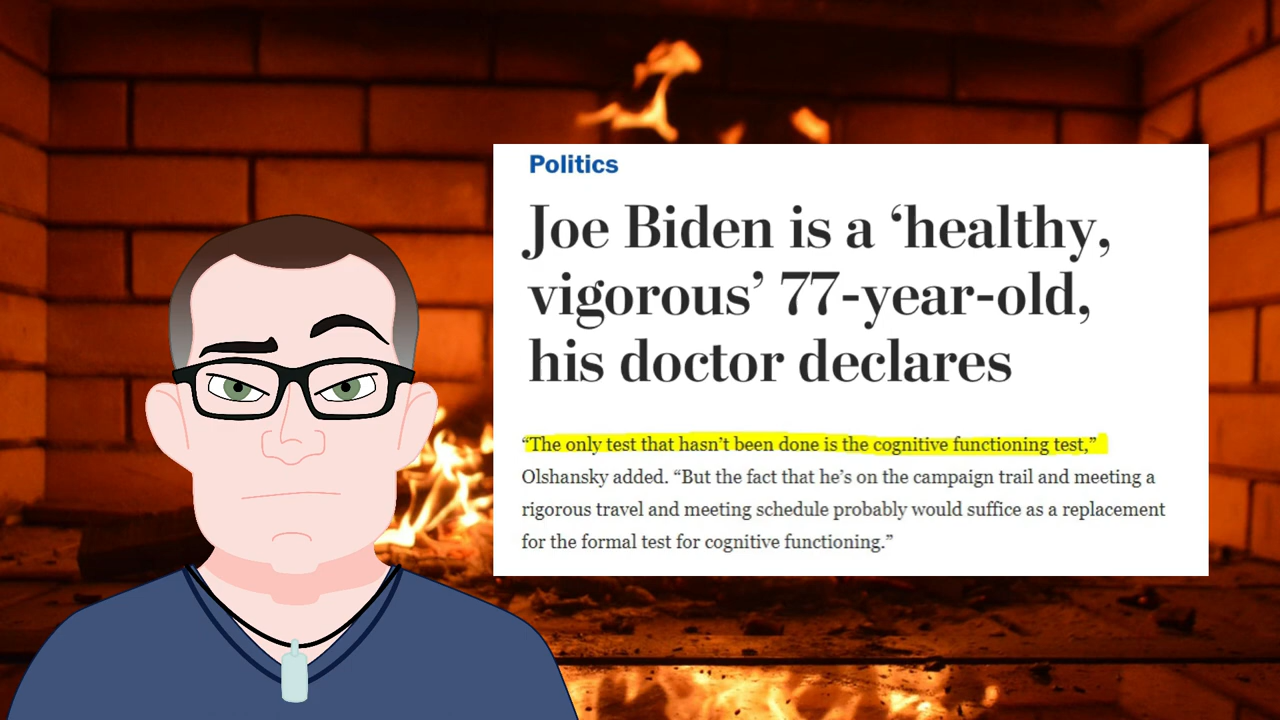 Politics
Joe Biden is a ‘healthy,
vigorous’ 77-year-old,
his doctor declares
“The only test that hasn’t been done is the cognitive functioning test,”
Olshansky added. “But the fact that he’s on the campaign trail and meeting a
rigorous travel and meeting schedule probably would suffice as a replacement
for the formal test for cognitive functioning.”